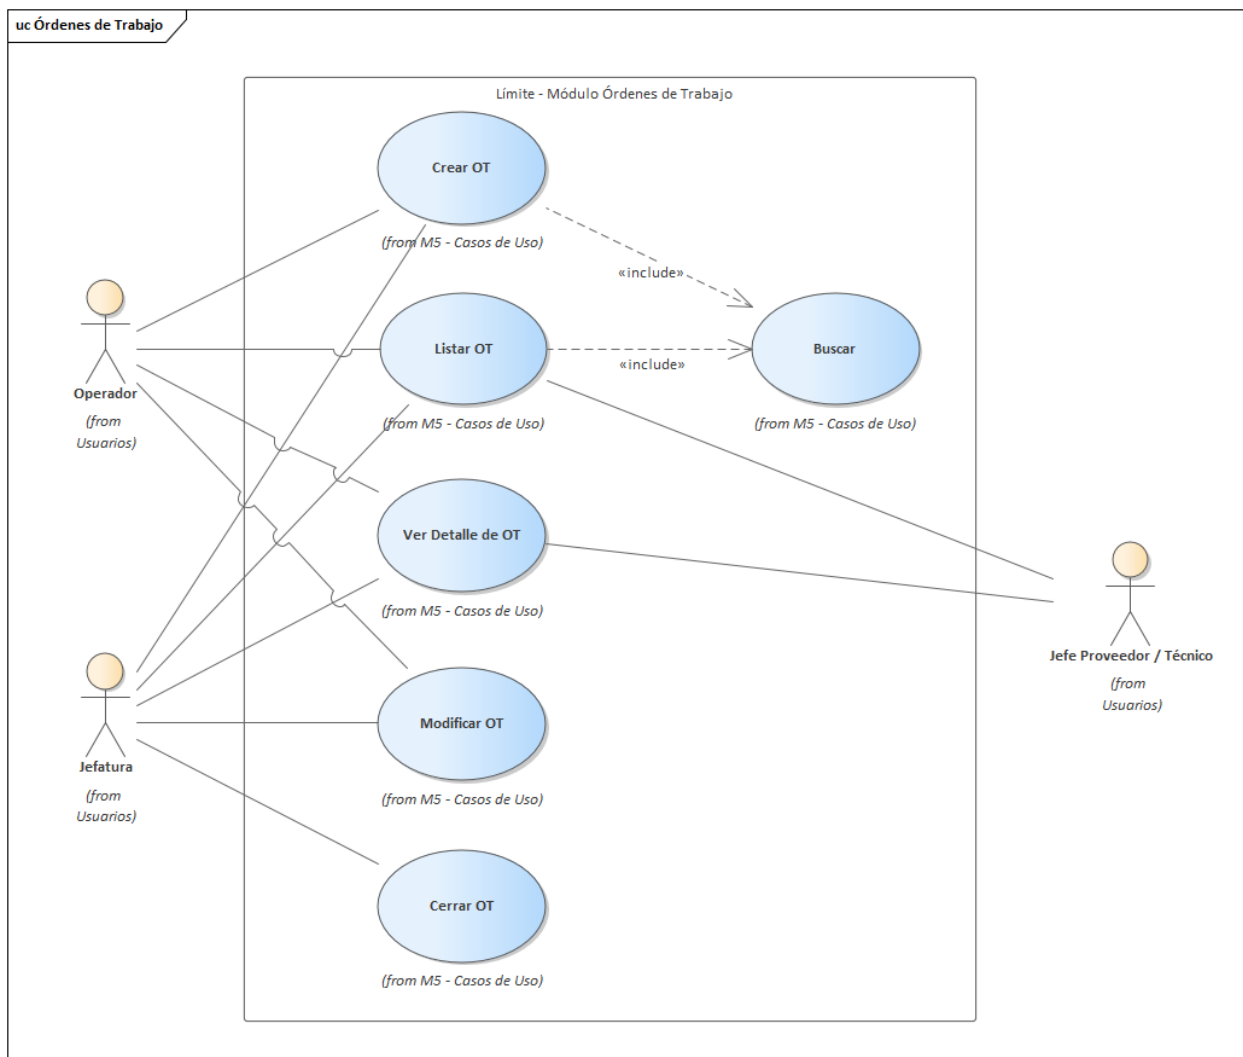 uc Órdenes de Trabajo
Límite - Módulo Órdenes de Trabajo
Crear OT
(from M5 - Casos de Uso)
«include»
Operador
(from
Usuarios)
Listar OT
(from M5 - Casos de Uso)
«include»
Buscar
(from M5 - Casos de Uso)
Ver Detalle de OT
(from M5 - Casos de Uso)
Jefe Proveedor / Técnico
(from
Usuarios)
Jefatura
(from
Usuarios)
Modificar OT
(from M5 - Casos de Uso)
Cerrar OT
(from M5 - Casos de Uso)